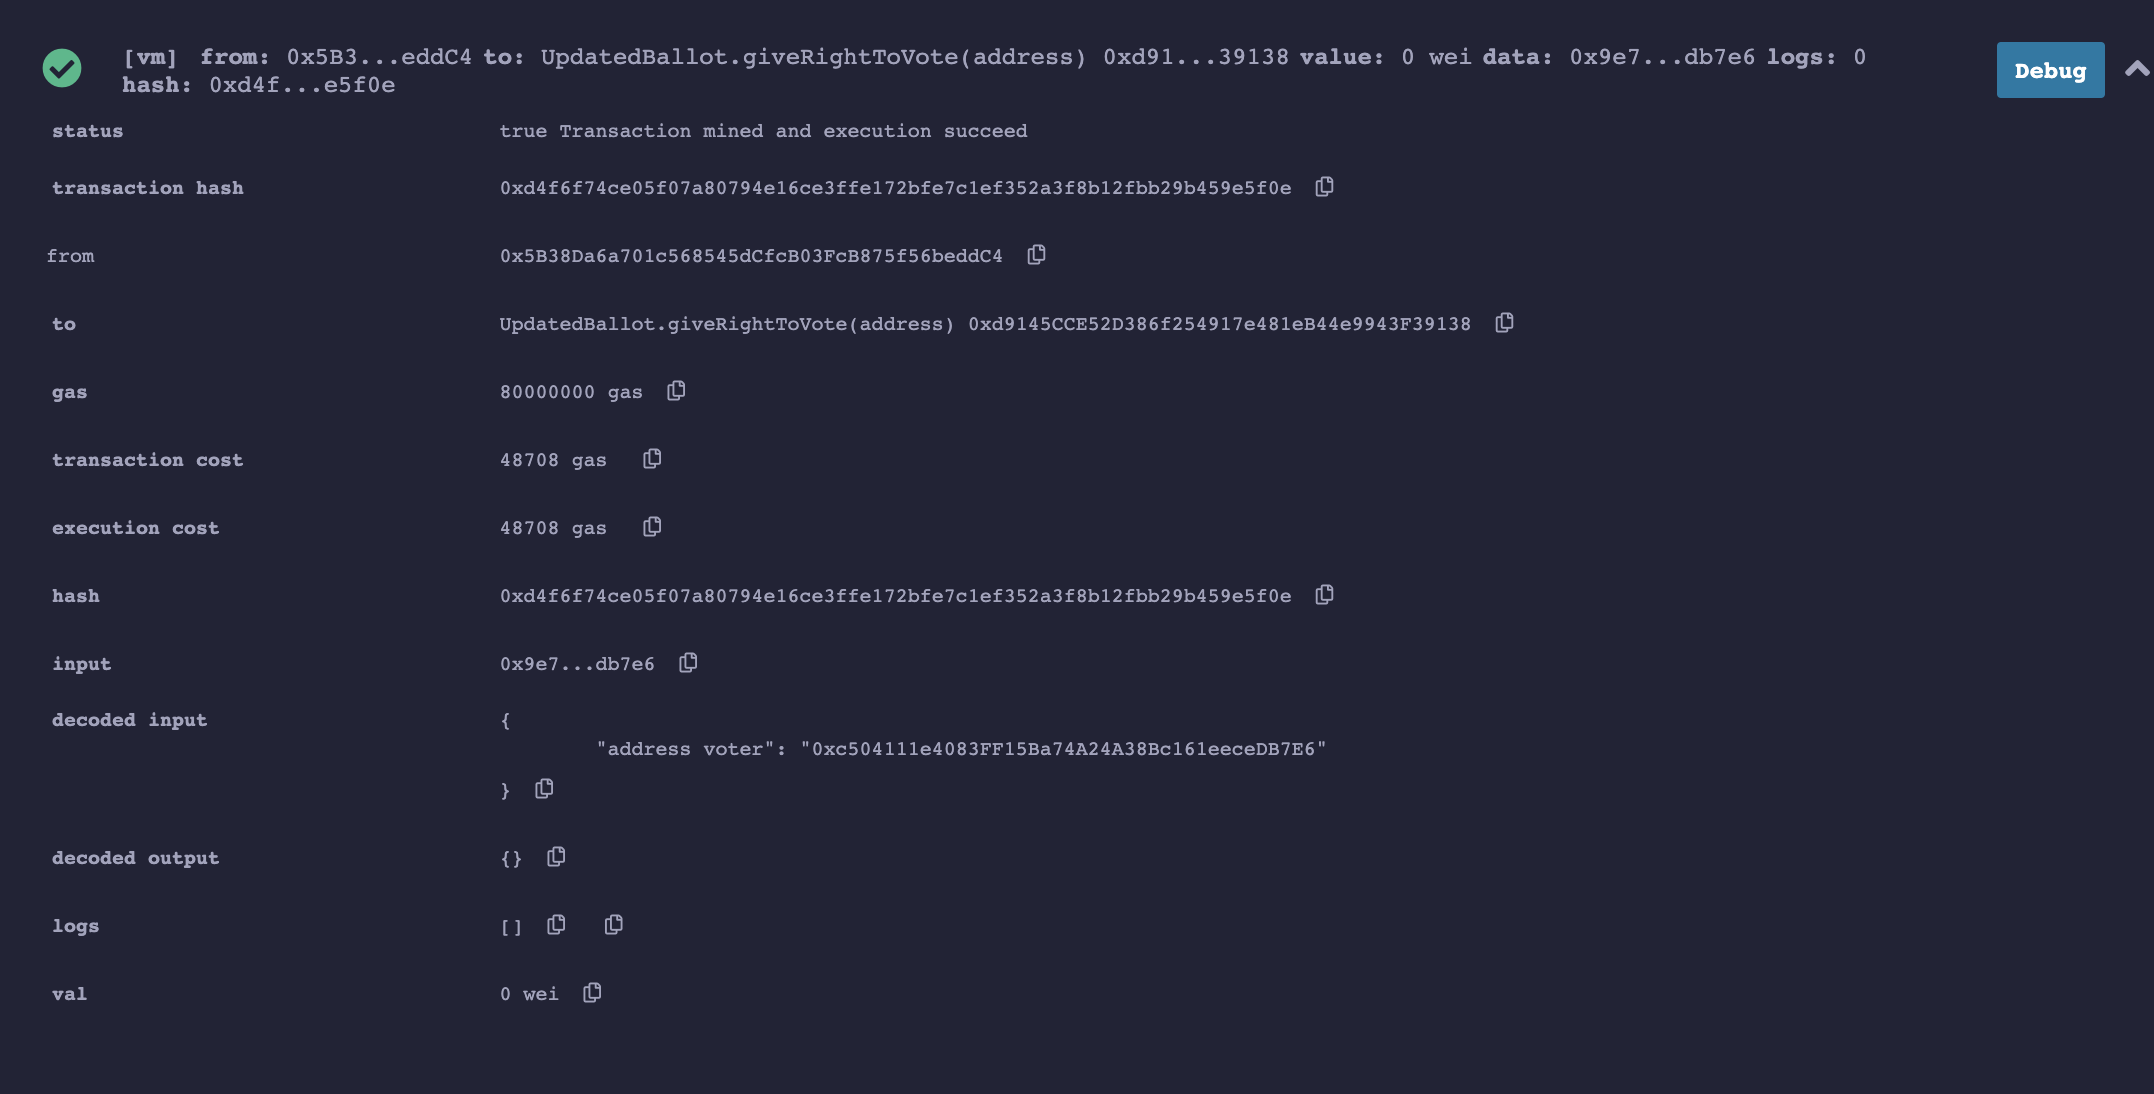 [vm] from: 0x5B3...eddC4 to: UpdatedBallot.giveRightToVote(address) 0xd91...39138 value: 0 wei data: 0x9e7...db7e6 logs: 0
hash: 0xd4f...e5f0e
Debug
status true Transaction mined and execution succeed
transaction hash 0xd4f6f74ce05f07a80794e16ce3ffe172bfe7c1ef352a3f8b12fbb29b459e5f0e
from 0x5B38Da6a701c568545dCfcB03FcB875f56beddC4
to UpdatedBallot.giveRightToVote(address) 0xd9145CCE52D386f254917e481eB44e9943F39138
gas 80000000 gas
transaction cost 48708 gas
execution cost 48708 gas
hash 0xd4f6f74ce05f07a80794e16ce3ffe172bfe7c1ef352a3f8b12fbb29b459e5f0e
input 0x9e7...db7e6
decoded input {
"address voter": "0xc504111e4083FF15Ba74A24A38Bc161eeceDB7E6"
}
decoded output {}
logs []
val 0 wei